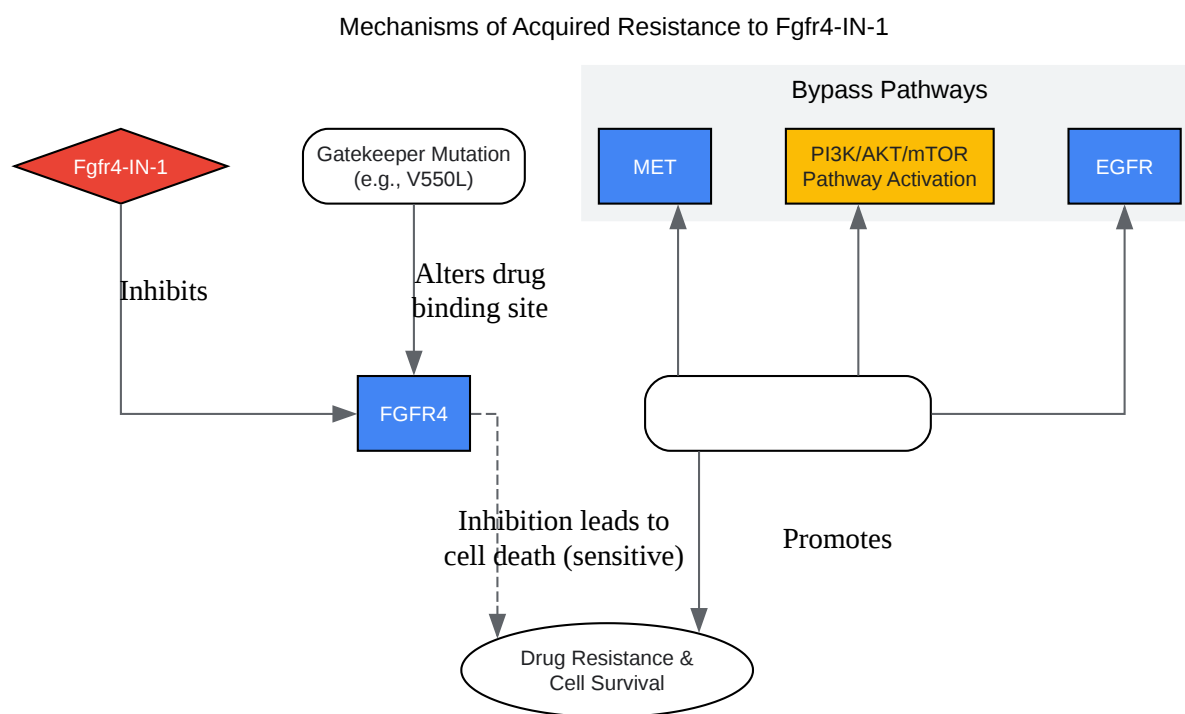 Mechanisms of Acquired Resistance to Fgfr4-IN-1
Bypass Pathways
Fgfr4-IN-1
Gatekeeper Mutation
(e.g., V550L)
MET
PI3K/AKT/mTOR
Pathway Activation
EGFR
Inhibits
Alters drug
binding site
FGFR4
Inhibition leads to
cell death (sensitive)
Promotes
Drug Resistance &
Cell Survival